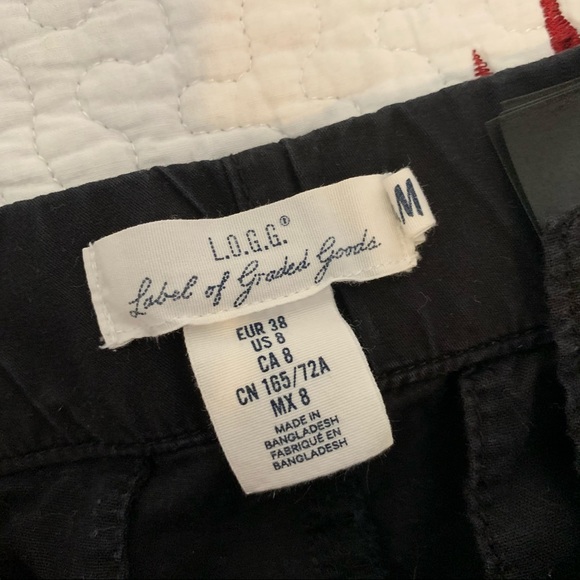 L.O.G.G.®
Label of Graded Goods
M
EUR 38
US 8
CA 8
CN 165/72A
MX 8
MADE IN
BANGLADESH
FABRIQUÉ EN
BANGLADESH